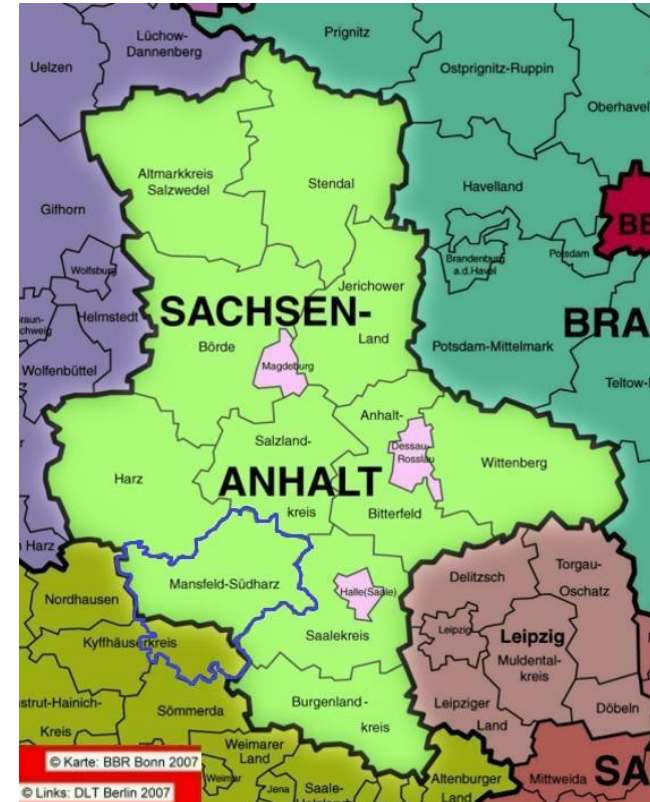 Lüchow-
Dannenberg
Prignitz
Uelzen
Ostprignitz-Ruppin
Oberhavel
Altmarkkreis
Salzwedel
Stendal
Havelland
Gifhorn
BE
Brandenburg
a.d.Havel
Potsdam
Wolfsburg
Jerichower
Land
SACHSEN-
ANHALT
BRA
Helmstedt
Börde
Potsdam-Mittelmark
Wolfenbüttel
Magdeburg
Teltow-
Anhalt-
Bitterfeld
Salzland-
kreis
Dessau-
Rosslau
Wittenberg
Harz
n Harz
Mansfeld-Südharz
Halle(Saale)
Delitzsch
Torgau-
Oschatz
Nordhausen
Leipzig
Leipzig
Saalekreis
Kyffhäuserkreis
Muldental-
kreis
Burgenland-
kreis
Leipziger
Land
Döbeln
strut-Hainich-
Kreis
Sömmerda
Weimarer
Land
Weimar
Jena
Saale-
Altenburger
Land
Mittweida
SA
© Karte: BBR Bonn 2007
© Links: DLT Berlin 2007